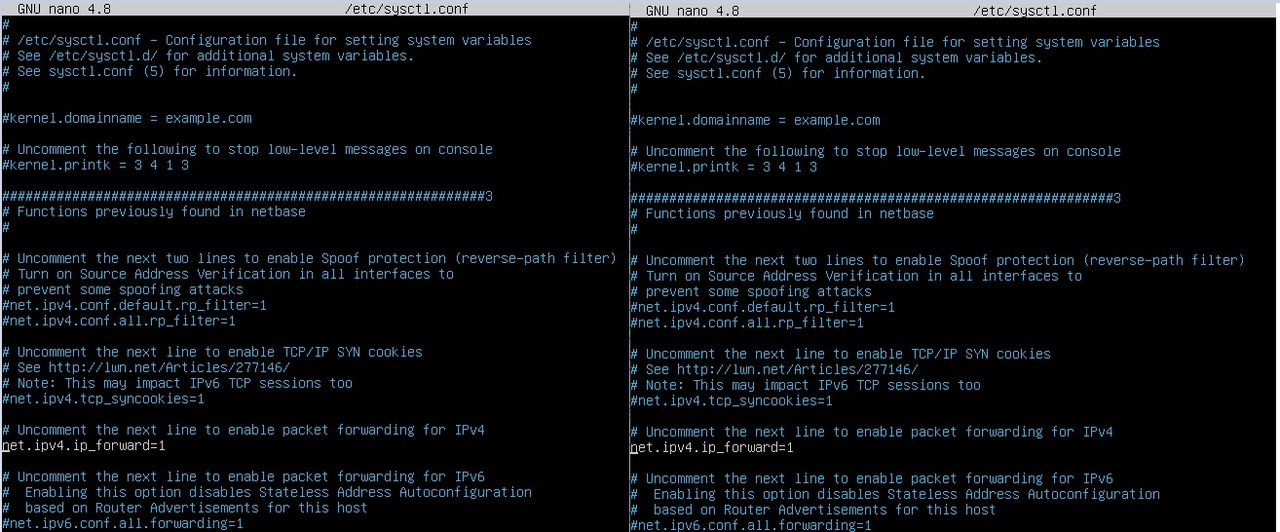 GNU nano 4.8 /etc/sysctl.conf
#
# /etc/sysctl.conf - Configuration file for setting system variables
# See /etc/sysctl.d/ for additional system variables.
# See sysctl.conf (5) for information.
#
#kernel.domainname = example.com
# Uncomment the following to stop low-level messages on console
#kernel.printk = 3 4 1 3
##############################################################3
# Functions previously found in netbase
#
# Uncomment the next two lines to enable Spoof protection (reverse-path filter)
# Turn on Source Address Verification in all interfaces to
# prevent some spoofing attacks
#net.ipv4.conf.default.rp_filter=1
#net.ipv4.conf.all.rp_filter=1
# Uncomment the next line to enable TCP/IP SYN cookies
# See http://lwn.net/Articles/277146/
# Note: This may impact IPv6 TCP sessions too
#net.ipv4.tcp_syncookies=1
# Uncomment the next line to enable packet forwarding for IPv4
net.ipv4.ip_forward=1
# Uncomment the next line to enable packet forwarding for IPv6
#  Enabling this option disables Stateless Address Autoconfiguration
#  based on Router Advertisements for this host
#net.ipv6.conf.all.forwarding=1
GNU nano 4.8 /etc/sysctl.conf
#
# /etc/sysctl.conf - Configuration file for setting system variables
# See /etc/sysctl.d/ for additional system variables.
# See sysctl.conf (5) for information.
#
#kernel.domainname = example.com
# Uncomment the following to stop low-level messages on console
#kernel.printk = 3 4 1 3
##############################################################3
# Functions previously found in netbase
#
# Uncomment the next two lines to enable Spoof protection (reverse-path filter)
# Turn on Source Address Verification in all interfaces to
# prevent some spoofing attacks
#net.ipv4.conf.default.rp_filter=1
#net.ipv4.conf.all.rp_filter=1
# Uncomment the next line to enable TCP/IP SYN cookies
# See http://lwn.net/Articles/277146/
# Note: This may impact IPv6 TCP sessions too
#net.ipv4.tcp_syncookies=1
# Uncomment the next line to enable packet forwarding for IPv4
net.ipv4.ip_forward=1
# Uncomment the next line to enable packet forwarding for IPv6
#  Enabling this option disables Stateless Address Autoconfiguration
#  based on Router Advertisements for this host
#net.ipv6.conf.all.forwarding=1